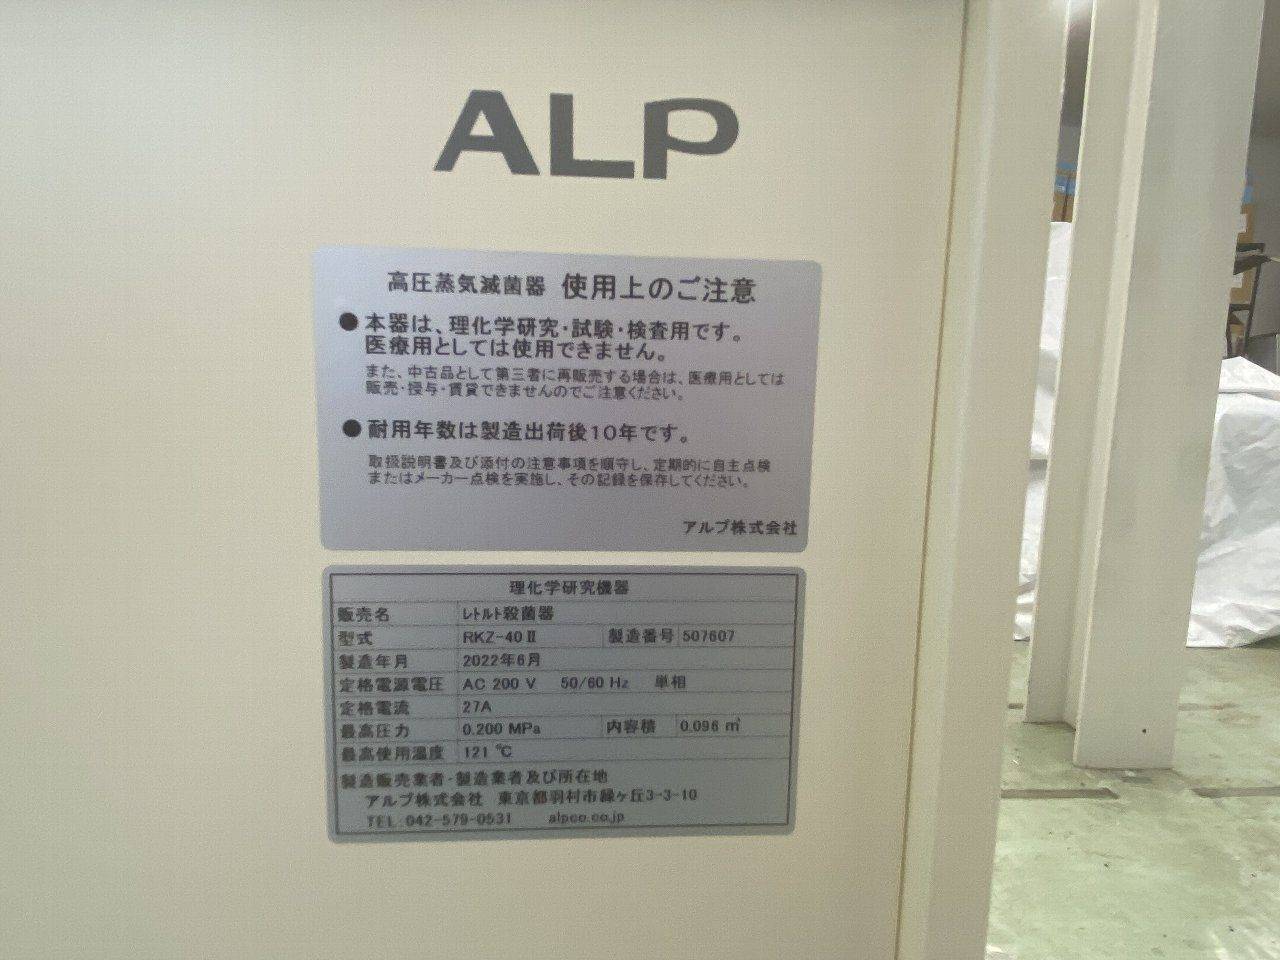 ALP
高圧蒸気滅菌器 使用上のご注意
●本器は、理化学研究・試験・検査用です。
医療用としては使用できません。
また、中古品として第三者に再販売する場合は、医療用としては
販売・授与・賃貸できませんのでご注意ください。
●耐用年数は製造出荷後10年です。
取扱説明書及び添付の注意事項を順守し、定期的に自主点検
またはメーカー点検を実施し、その記録を保存してください。
アルプ株式会社
理化学研究機器
販売名 レトルト殺菌器
型式 RKZ-40Ⅱ 製造番号 507607
製造年月 2022年6月
定格電源電圧 AC 200 V 50/60 Hz 単相
定格電流 27A
最高圧力 0.200 MPa 内容積 0.096 ㎥
最高使用温度 121 ℃
製造販売業者・製造業者及び所在地
アルプ株式会社 東京都羽村市緑ヶ丘3-3-10
TEL:042-579-0531 alpco.co.jp